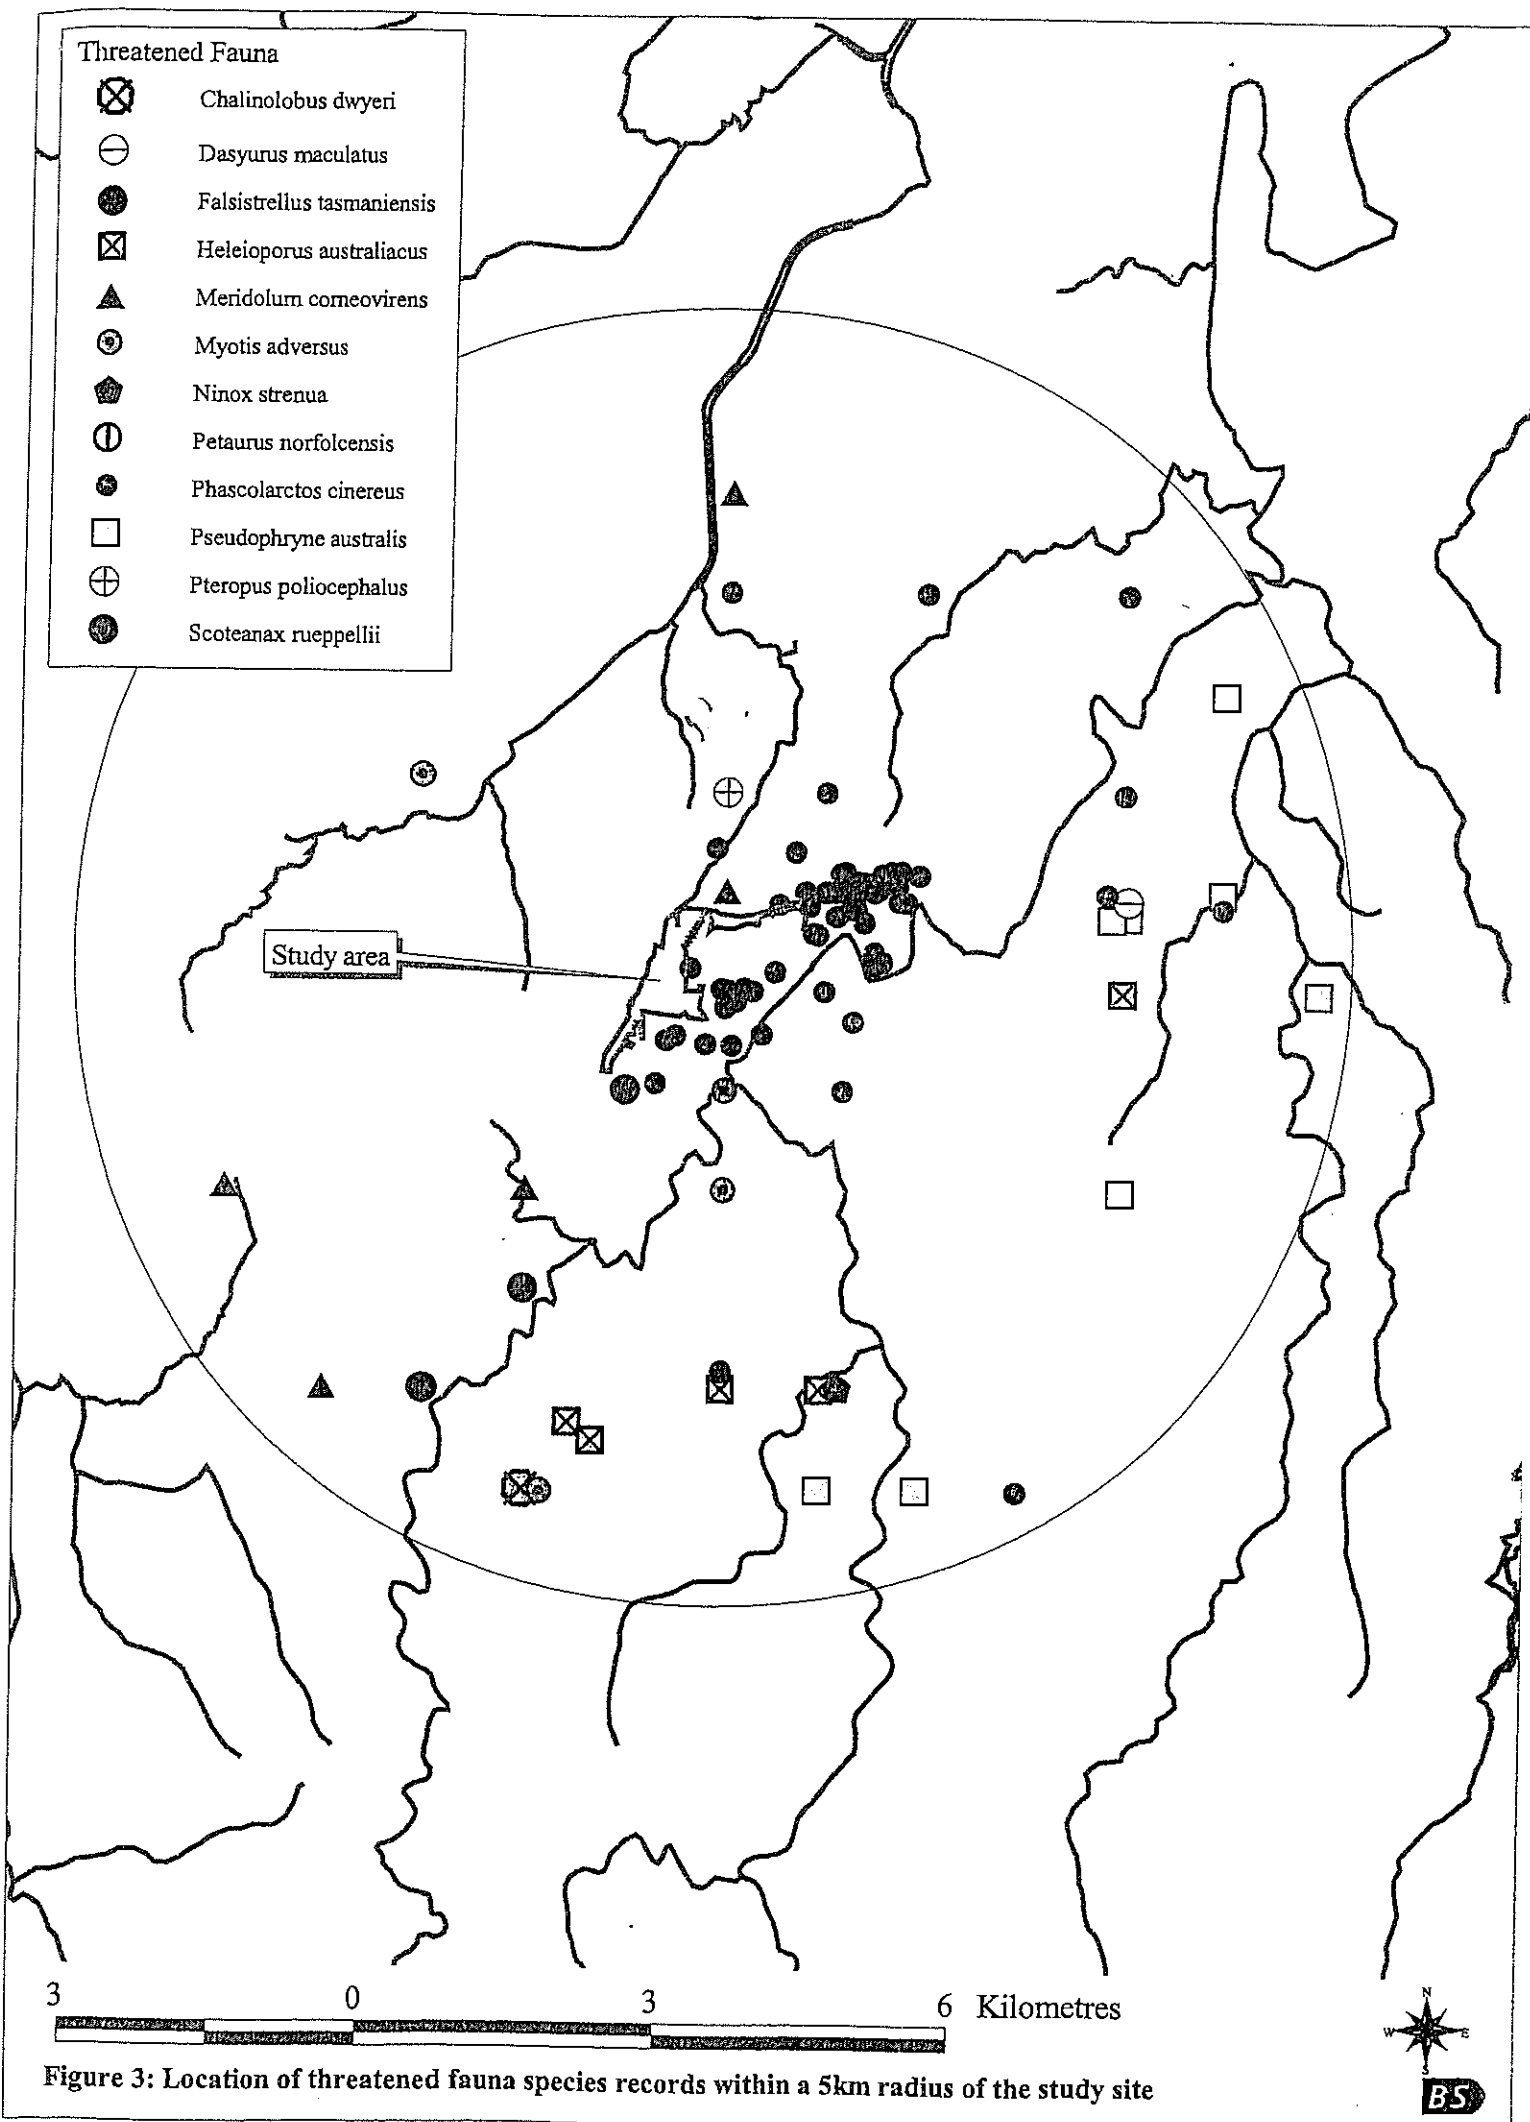 Threatened Fauna
Chalinolobus dwyeri
Dasyurus maculatus
Falsistrellus tasmaniensis
Heleioporus australiacus
Meridolum corneovirens
Myotis adversus
Ninox strenua
Petaurus norfolcensis
Phascolarctos cinereus
Pseudophryne australis
Pteropus poliocephalus
Scoteanax rueppellii
Study area
3 0 3 6 Kilometres
N
W E
S
Figure 3: Location of threatened fauna species records within a 5km radius of the study site
BS